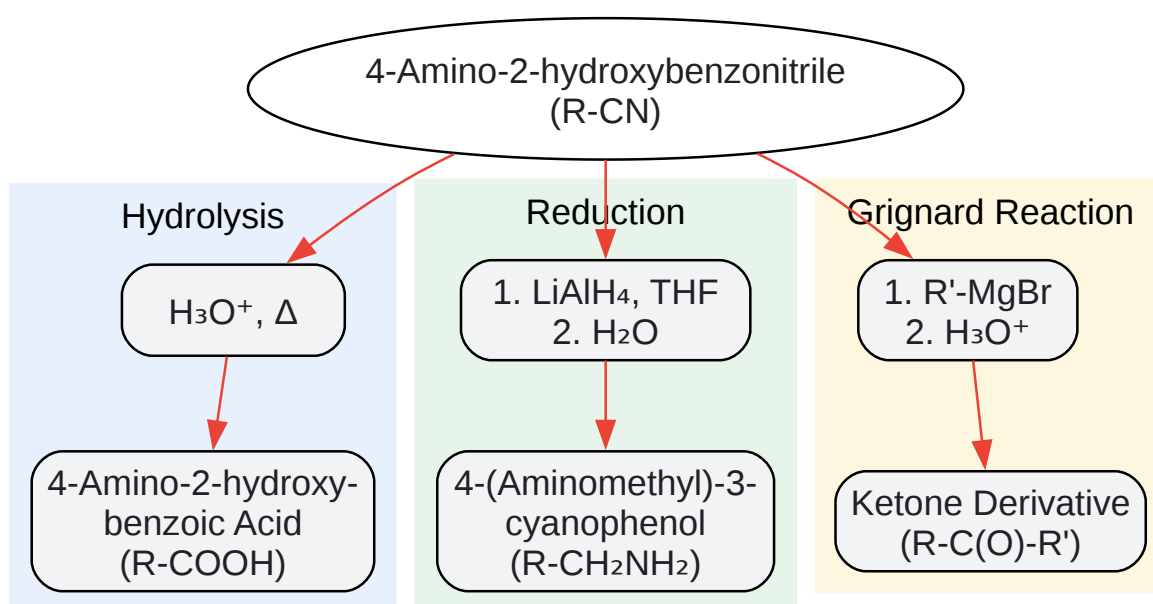 4-Amino-2-hydroxybenzonitrile
(R-CN)
Hydrolysis
H₃O⁺, Δ
4-Amino-2-hydroxy-
benzoic Acid
(R-COOH)
Reduction
1. LiAlH₄, THF
2. H₂O
4-(Aminomethyl)-3-
cyanophenol
(R-CH₂NH₂)
Grignard Reaction
1. R'-MgBr
2. H₃O⁺
Ketone Derivative
(R-C(O)-R')